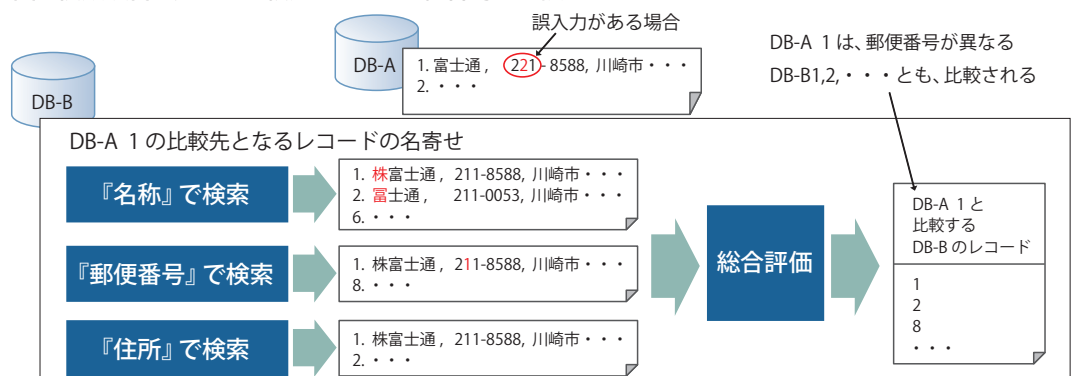 誤入力がある場合
DB-A
1. 富士通， 221-8588, 川崎市・・・
2. ・・・
DB-A 1 は、郵便番号が異なる
DB-B1,2,・・・とも、比較される
DB-B
DB-A 1 の比較先となるレコードの名寄せ
『名称』で検索
1. 株富士通， 211-8588, 川崎市・・・
2. 冨士通， 211-0053, 川崎市・・・
6. ・・・
『郵便番号』で検索
1. 株富士通， 211-8588, 川崎市・・・
8. ・・・
『住所』で検索
1. 株富士通， 211-8588, 川崎市・・・
2. ・・・
総合評価
DB-A 1 と
比較する
DB-B のレコード
1
2
8
・・・